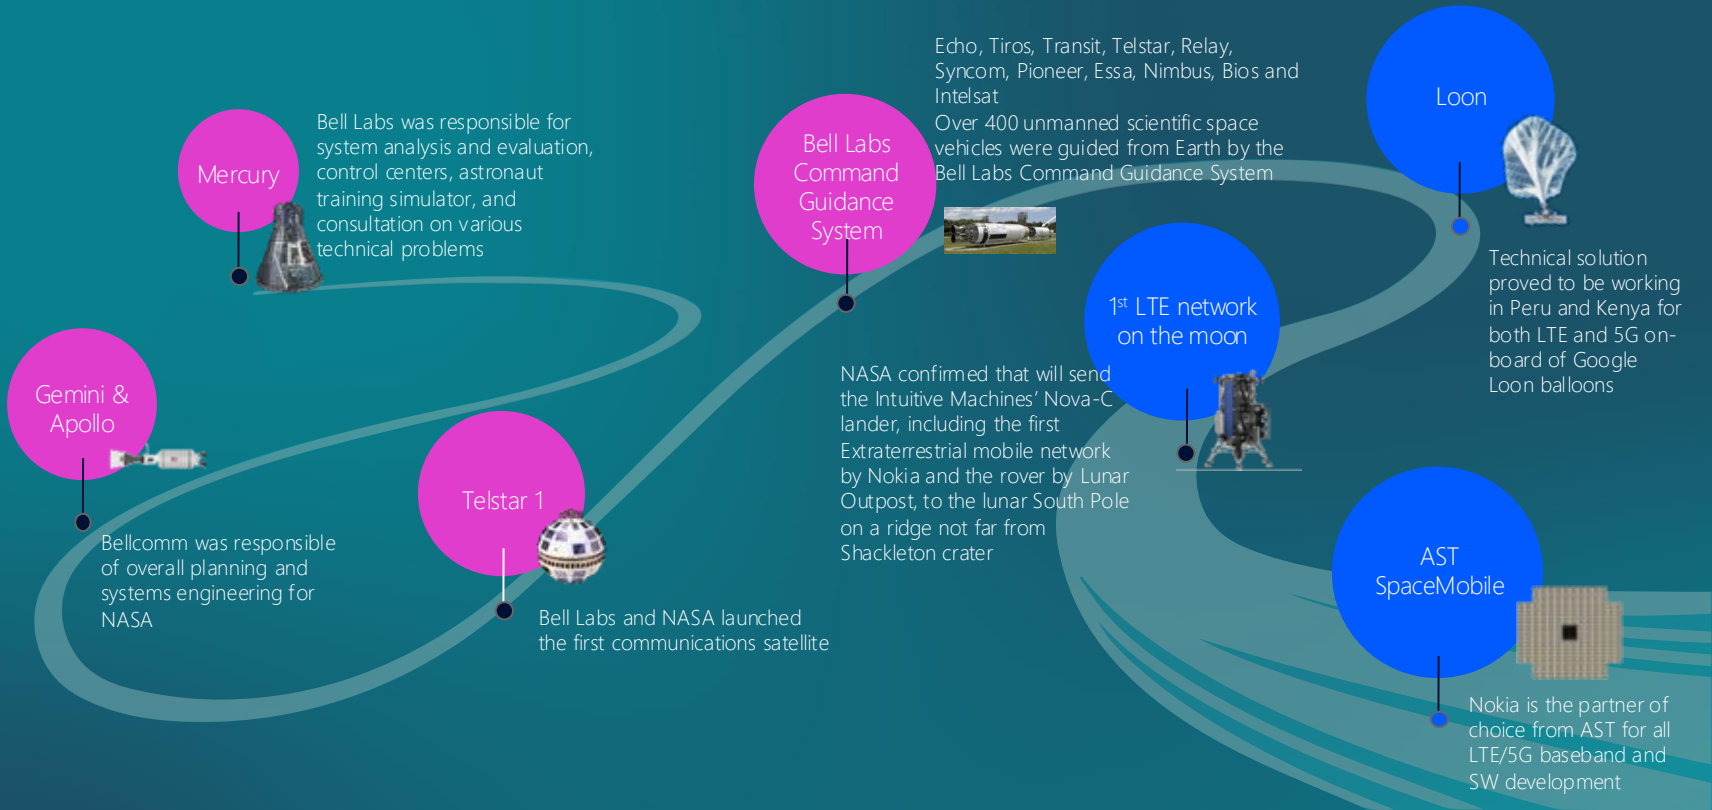 Mercury
Bell Labs was responsible for
system analysis and evaluation,
control centers, astronaut
training simulator, and
consultation on various
technical problems
Gemini &
Apollo
Bellcomm was responsible
of overall planning and
systems engineering for
NASA
Telstar 1
Bell Labs and NASA launched
the first communications satellite
Bell Labs
Command
Guidance
System
Echo, Tiros, Transit, Telstar, Relay,
Syncom, Pioneer, Essa, Nimbus, Bios and
Intelsat
Over 400 unmanned scientific space
vehicles were guided from Earth by the
Bell Labs Command Guidance System
Loon
Technical solution
proved to be working
in Peru and Kenya for
both LTE and 5G on-
board of Google
Loon balloons
1st LTE network
on the moon
NASA confirmed that will send
the Intuitive Machines’ Nova-C
lander, including the first
Extraterrestrial mobile network
by Nokia and the rover by Lunar
Outpost, to the lunar South Pole
on a ridge not far from
Shackleton crater
AST
SpaceMobile
Nokia is the partner of
choice from AST for all
LTE/5G baseband and
SW development